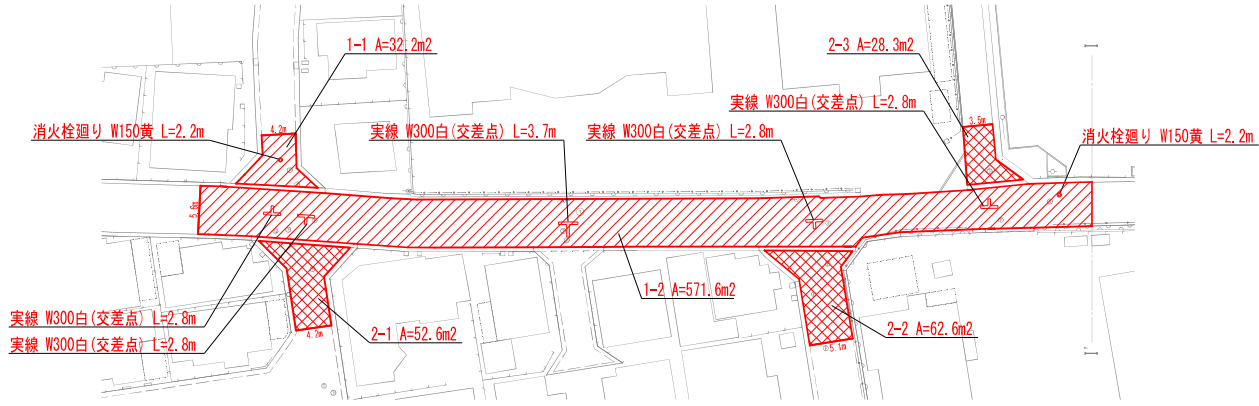 1-1 A=32.2m2
2-3 A=28.3m2
実線 W300白(交差点) L=2.8m
消火栓廻り W150黄 L=2.2m
4.2m
実線 W300白(交差点) L=3.7m
実線 W300白(交差点) L=2.8m
3.5m
消火栓廻り W150黄 L=2.2m
5.6m
1-2 A=571.6m2
実線 W300白(交差点) L=2.8m
実線 W300白(交差点) L=2.8m
4.2m
2-1 A=52.6m2
5.1m
2-2 A=62.6m2